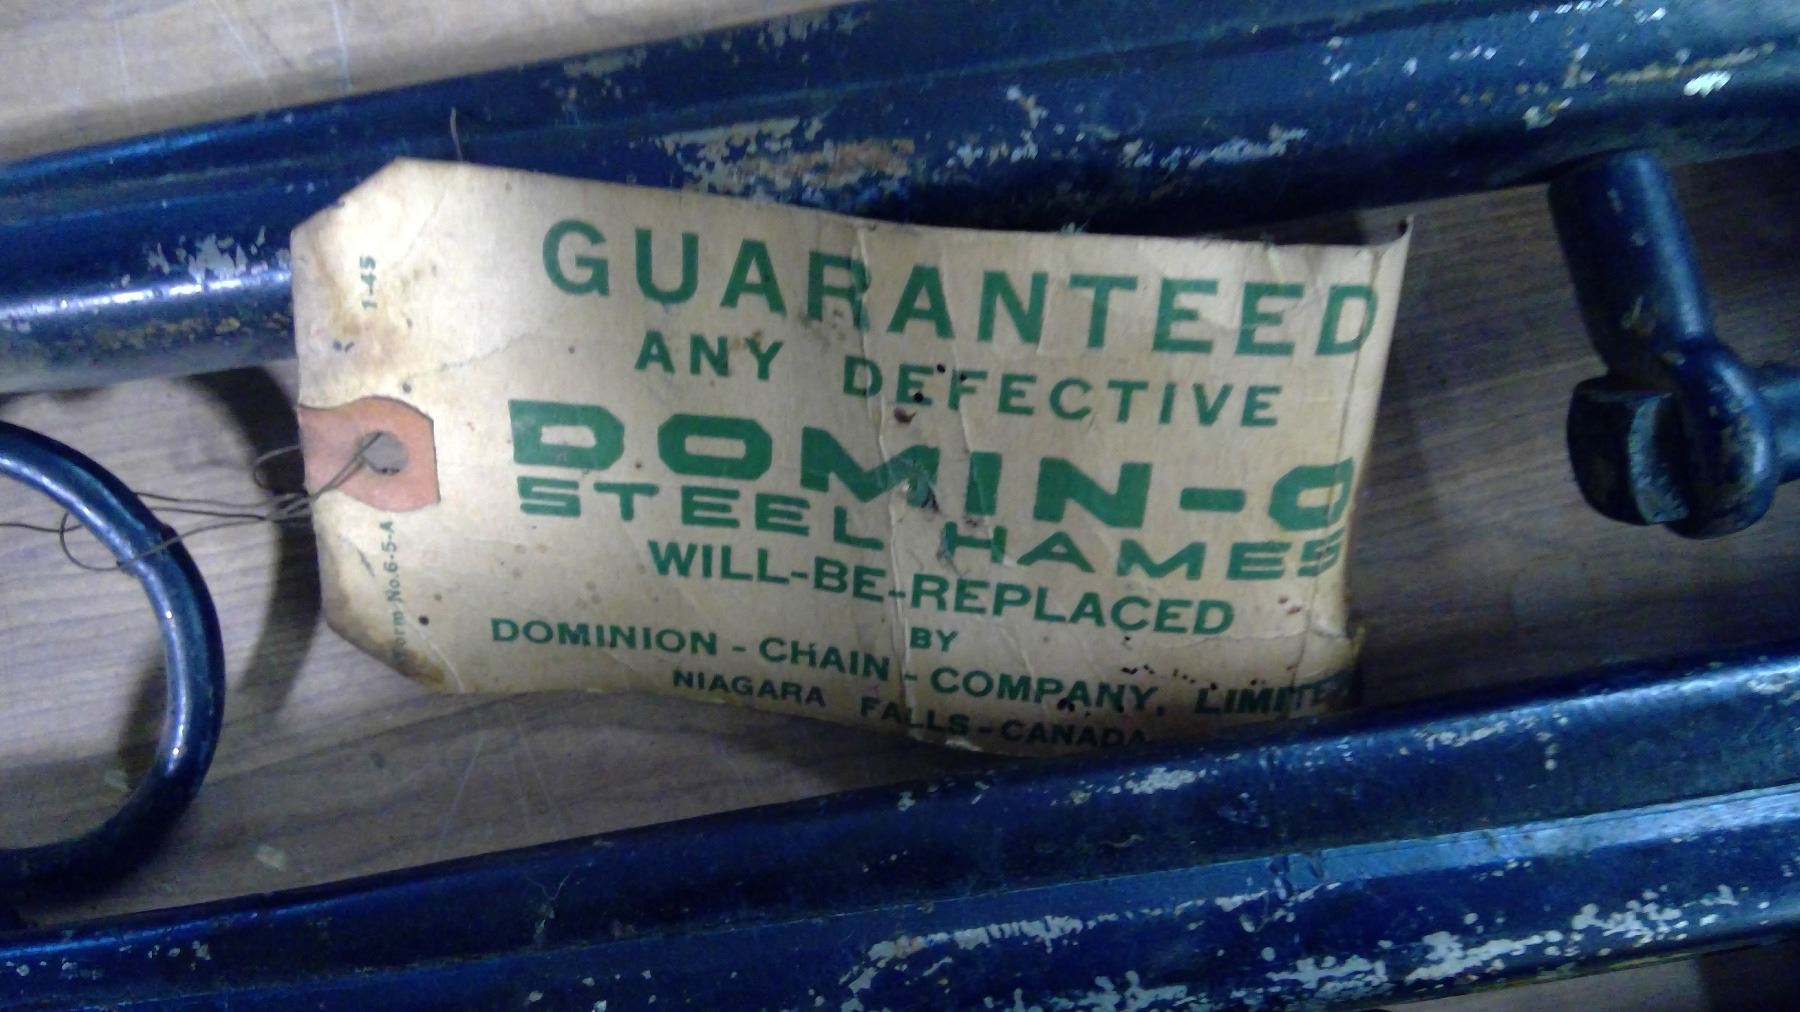 GUARANTEED
ANY DEFECTIVE
DOMIN-O
STEEL HAMES
WILL-BE-REPLACED
BY
DOMINION - CHAIN - COMPANY, LIMITED
NIAGARA FALLS - CANADA
1-45
Form No. 6-5-A